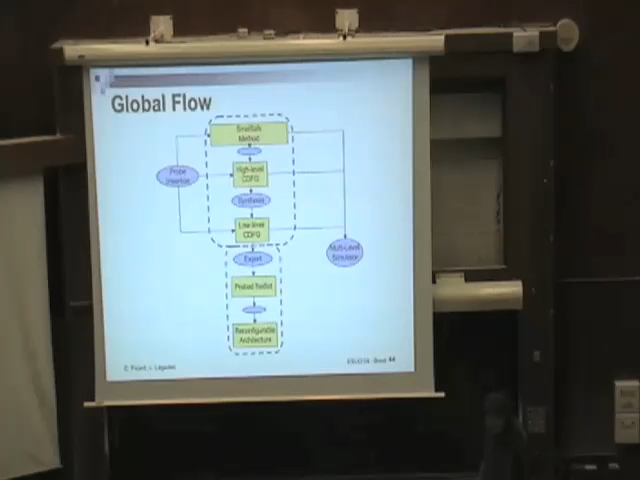 Global Flow
Smalltalk
Method
Probe
Insertion
High-level
CDFG
Synthesis
Low-level
CDFG
Multi-Level
Simulator
Export
Probed Netlist
Reconfigurable
Architecture
44